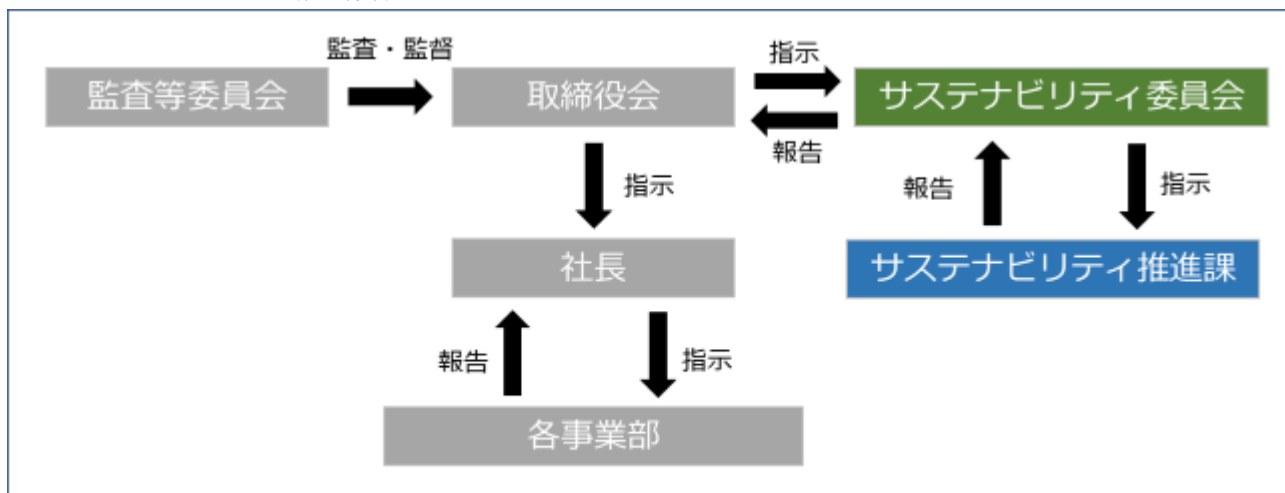 監査・監督
指示
監査等委員会
取締役会
サステナビリティ委員会
報告
指示
報告
指示
社長
サステナビリティ推進課
報告
指示
各事業部